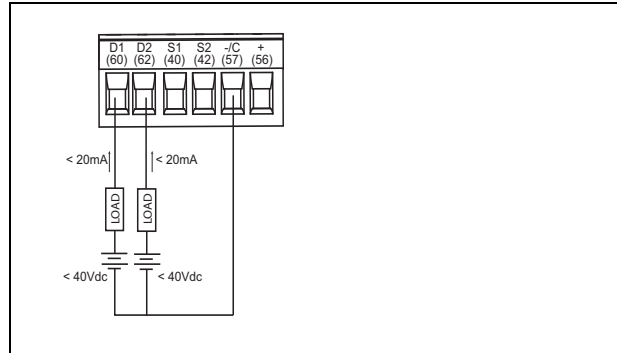 D1 D2 S1 S2 -/C +
(60) (62) (40) (42) (57) (56)
< 20mA < 20mA
LOAD LOAD
< 40Vdc < 40Vdc